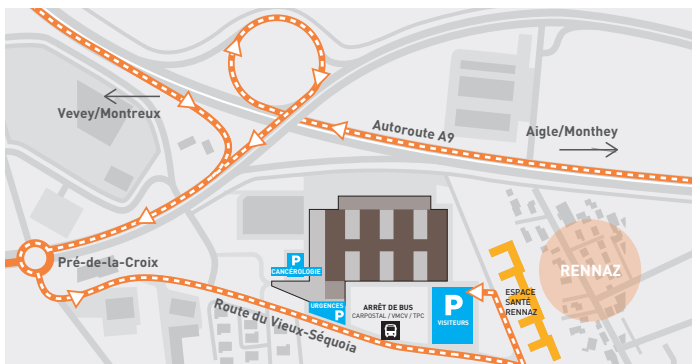 Vevey/Montreux
Autoroute A9
Aigle/Monthey
Pré-de-la-Croix
P
CANCÉROLOGIE
RENNAZ
URGENCES
P
ARRÊT DE BUS
CARPOSTAL / VMCV / TPC
P
VISITEURS
ESPACE
SANTÉ
RENNAZ
Route du Vieux-Séquoia